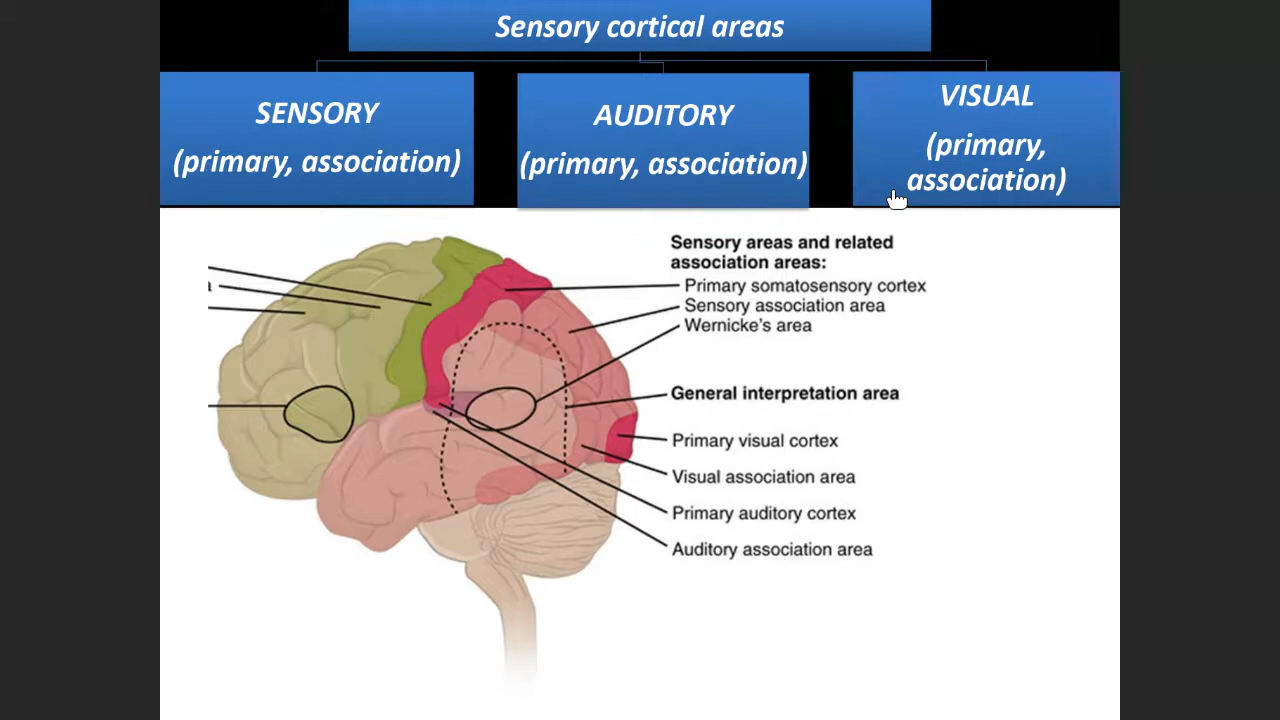 Sensory cortical areas
SENSORY
(primary, association)
AUDITORY
(primary, association)
VISUAL
(primary,
association)
Sensory areas and related
association areas:
Primary somatosensory cortex
Sensory association area
Wernicke's area
General interpretation area
Primary visual cortex
Visual association area
Primary auditory cortex
Auditory association area